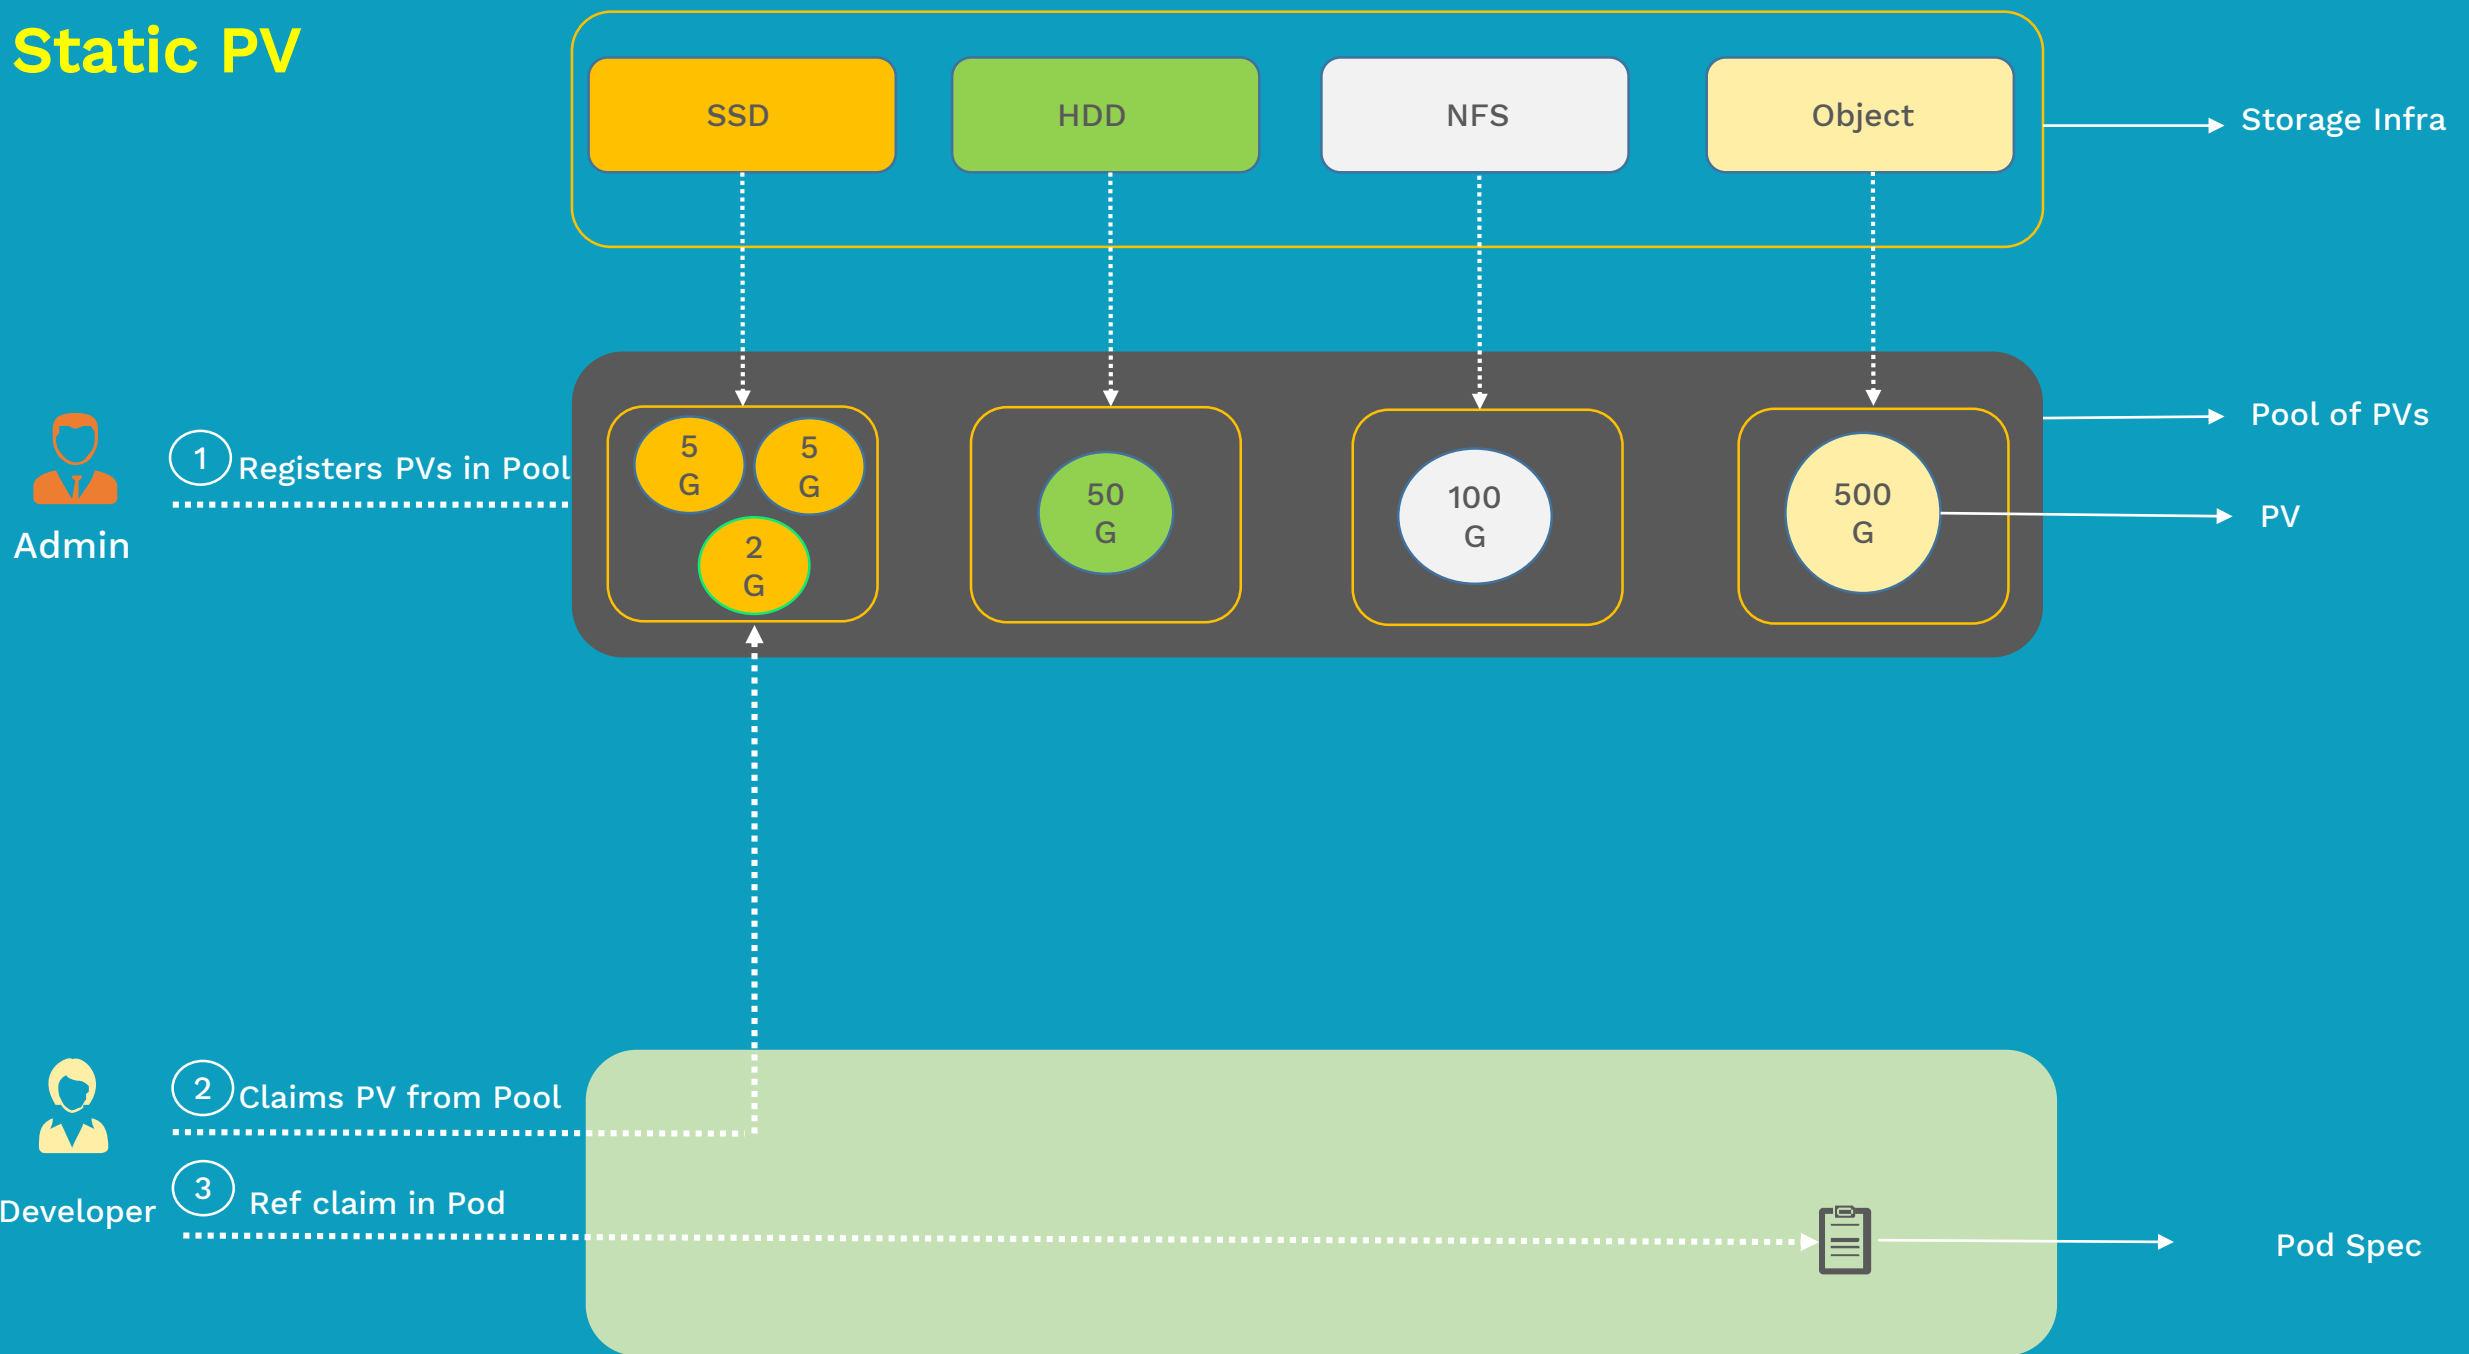 Static PV
SSD
HDD
NFS
Object
Storage Infra
Admin
1
Registers PVs in Pool
5
G
5
G
2
G
50
G
100
G
500
G
Pool of PVs
PV
Developer
2
Claims PV from Pool
3
Ref claim in Pod
Pod Spec